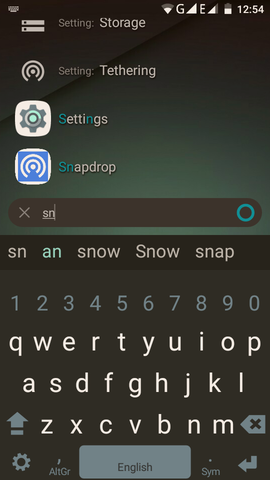 G E 12:54
Setting: Storage
Setting: Tethering
Settings
Snapdrop
sn
sn an snow Snow snap
1 2 3 4 5 6 7 8 9 0
q w e r t y u i o p
a s d f g h j k l
z x c v b n m
, AltGr English . Sym